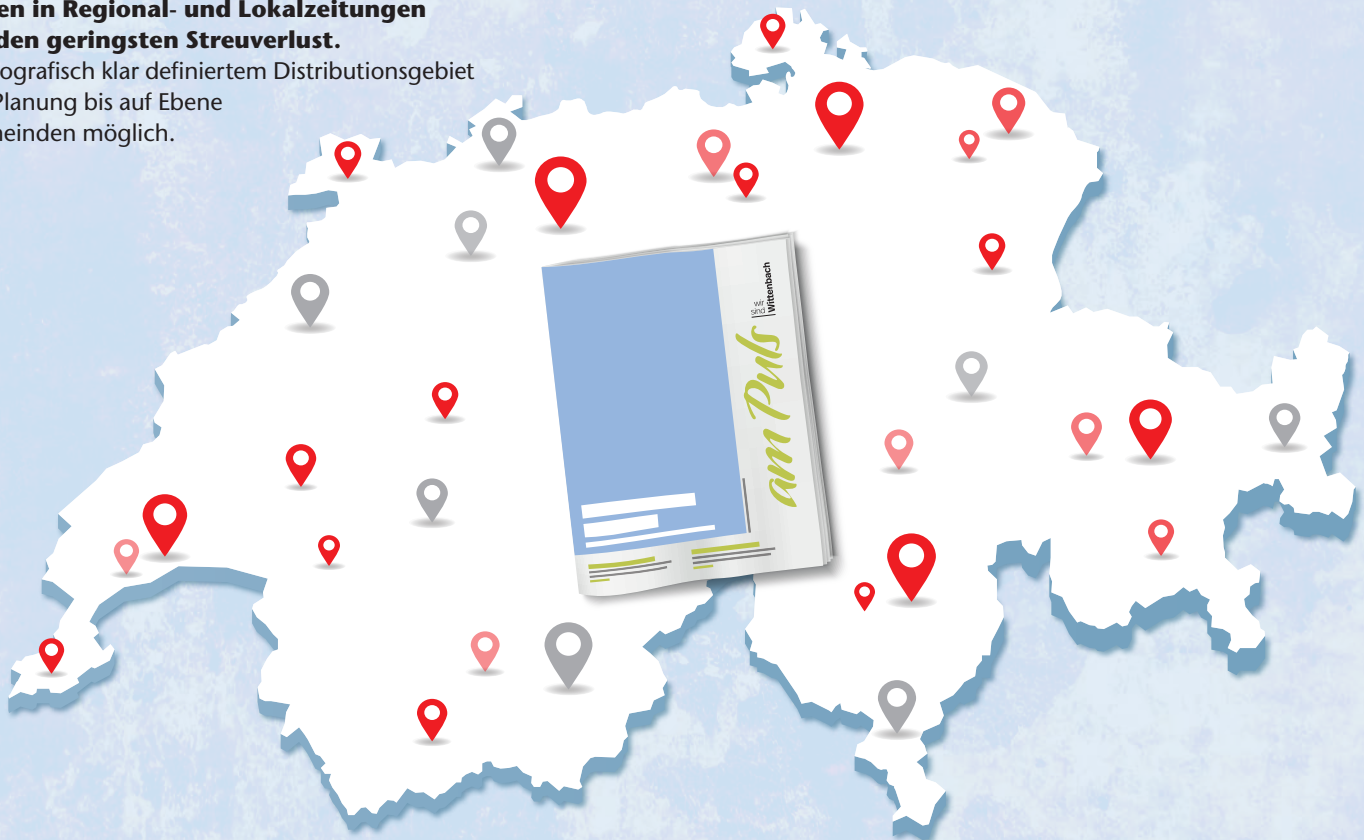 en in Regional- und Lokalzeitungen
den geringsten Streuverlust.
ografisch klar definiertem Distributionsgebiet
Planung bis auf Ebene
neinden möglich.
wir
sind
Wittenbach
am Puls